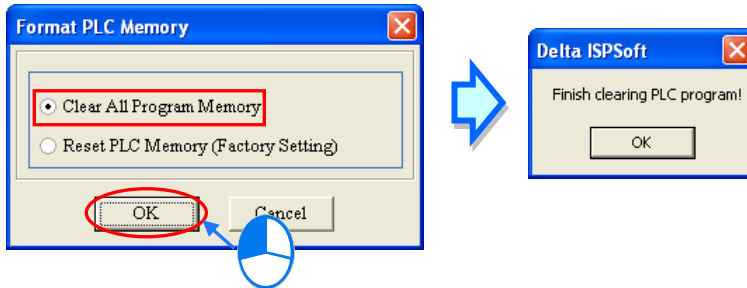 Format PLC Memory
Clear All Program Memory
Reset PLC Memory (Factory Setting)
OK
Cancel
Delta ISPSoft
Finish clearing PLC program!
OK